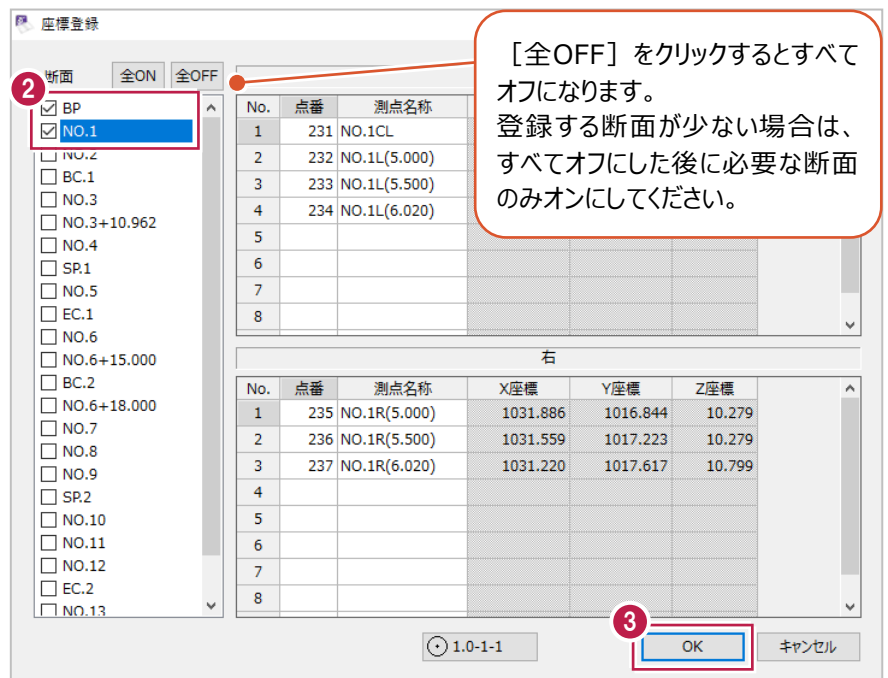 座標登録
［全OFF］をクリックするとすべて
オフになります。
登録する断面が少ない場合は、
すべてオフにした後に必要な断面
のみオンにしてください。
断面 全ON 全OFF
2
BP
NO.1
NO.2
BC.1
NO.3
NO.3+10.962
NO.4
SP.1
NO.5
EC.1
NO.6
NO.6+15.000
BC.2
NO.6+18.000
NO.7
NO.8
NO.9
SP.2
NO.10
NO.11
NO.12
EC.2
NO.13
No. 点番 測点名称
1 231 NO.1CL
2 232 NO.1L(5.000)
3 233 NO.1L(5.500)
4 234 NO.1L(6.020)
5
6
7
8
右
No. 点番 測点名称 X座標 Y座標 Z座標
1 235 NO.1R(5.000) 1031.886 1016.844 10.279
2 236 NO.1R(5.500) 1031.559 1017.223 10.279
3 237 NO.1R(6.020) 1031.220 1017.617 10.799
4
5
6
7
8
3
1.0-1-1 OK キャンセル